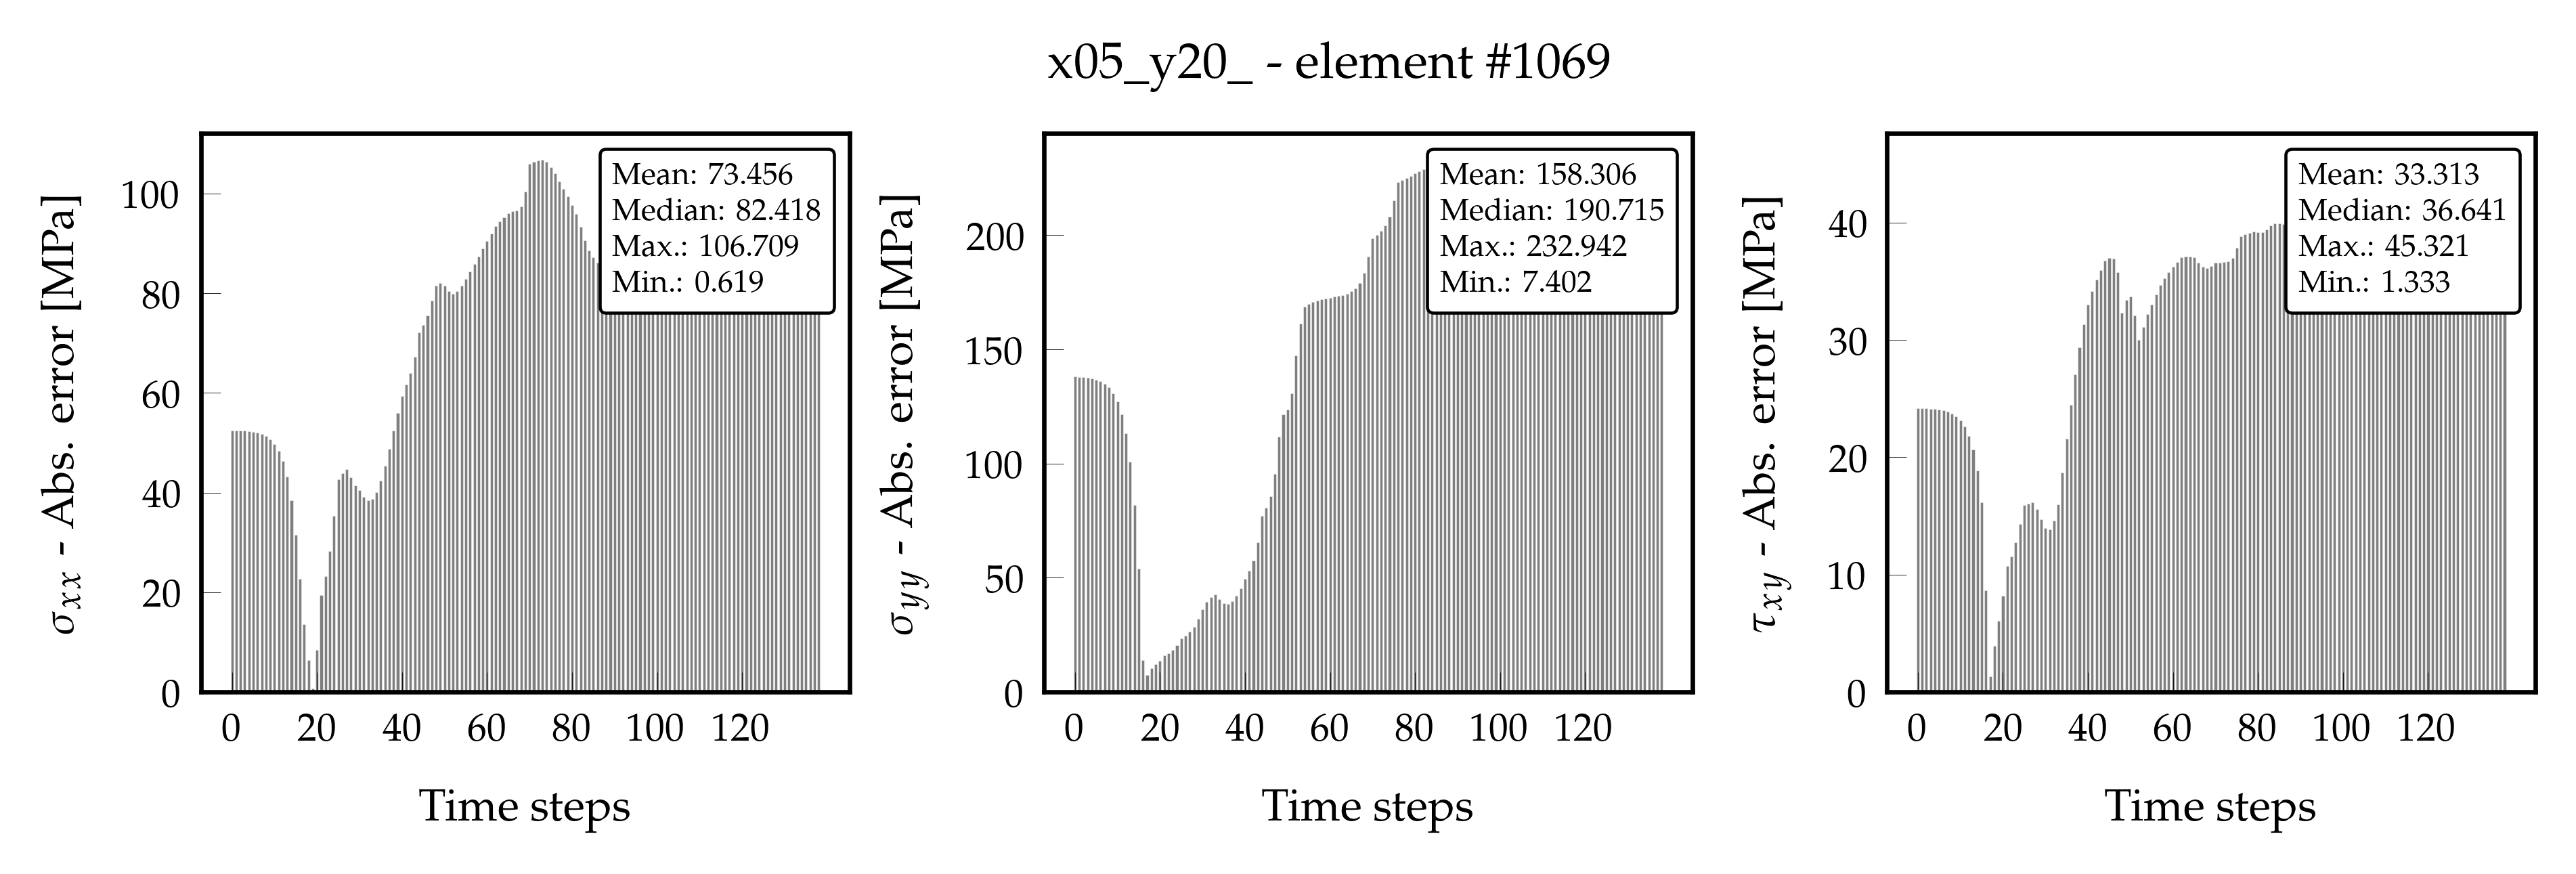 x05_y20_ - element #1069
σxx - Abs. error [MPa]
100
80
60
40
20
0
Mean: 73.456
Median: 82.418
Max.: 106.709
Min.: 0.619
0 20 40 60 80 100 120
Time steps
σyy - Abs. error [MPa]
200
150
100
50
0
Mean: 158.306
Median: 190.715
Max.: 232.942
Min.: 7.402
0 20 40 60 80 100 120
Time steps
τxy - Abs. error [MPa]
40
30
20
10
0
Mean: 33.313
Median: 36.641
Max.: 45.321
Min.: 1.333
0 20 40 60 80 100 120
Time steps